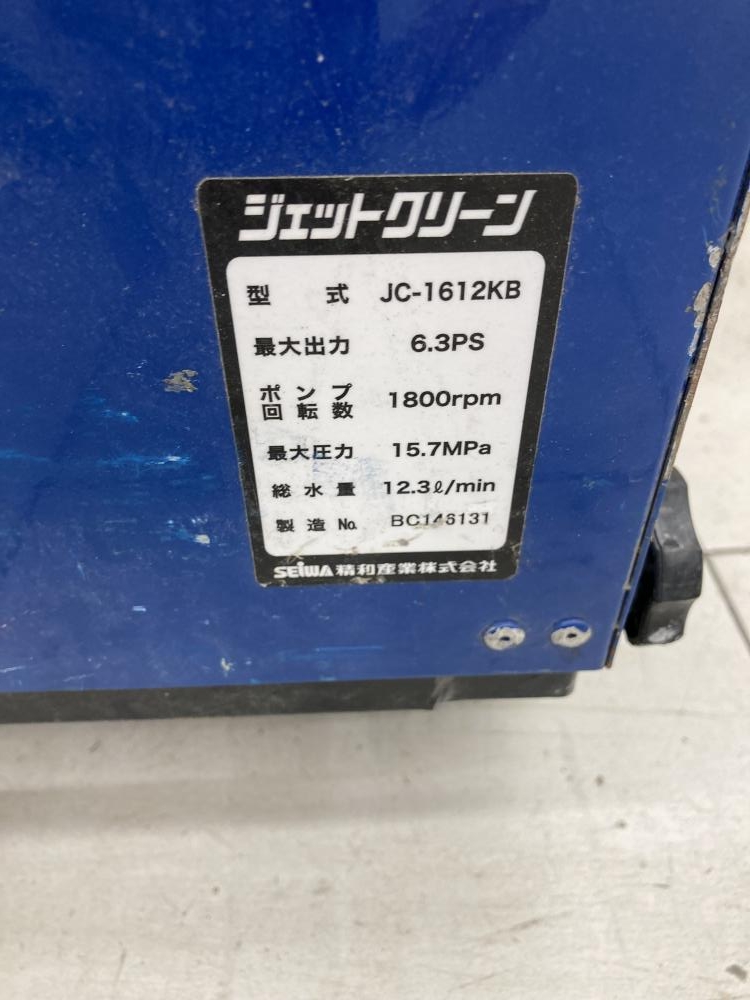 ジェットクリーン
型式 JC-1612KB
最大出力 6.3PS
ポンプ
回転数 1800rpm
最大圧力 15.7MPa
総水量 12.3ℓ/min
製造No. BC146131
SEIWA 精和産業株式会社